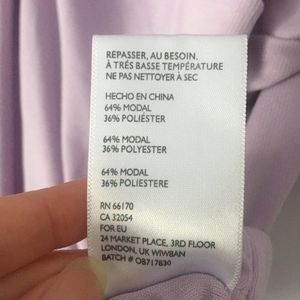 REPASSER, AU BESOIN,
À TRÉS BASSE TEMPÉRATURE
NE PAS NETTOYER À SEC
HECHO EN CHINA
64% MODAL
36% POLIÉSTER
64% MODAL
36% POLYESTER
64% MODAL
36% POLIESTERE
RN 66170
CA 32054
FOR EU
24 MARKET PLACE, 3RD FLOOR
LONDON, UK W1W8AN
BATCH # OB717830